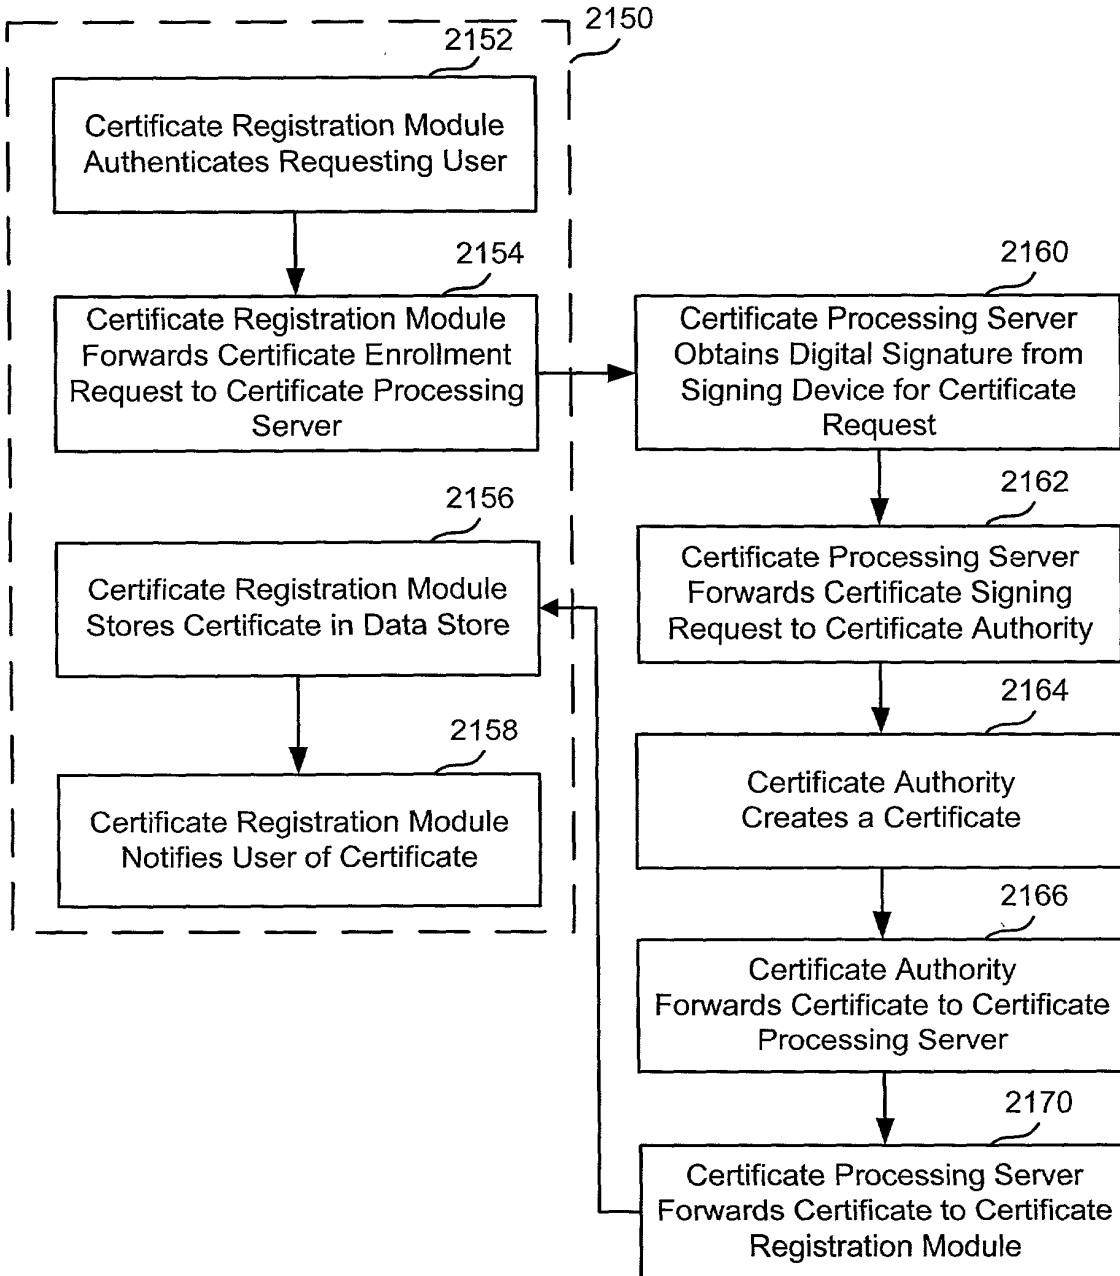 2150
2152
Certificate Registration Module
Authenticates Requesting User
2154
Certificate Registration Module
Forwards Certificate Enrollment
Request to Certificate Processing
Server
2156
Certificate Registration Module
Stores Certificate in Data Store
2158
Certificate Registration Module
Notifies User of Certificate
2160
Certificate Processing Server
Obtains Digital Signature from
Signing Device for Certificate
Request
2162
Certificate Processing Server
Forwards Certificate Signing
Request to Certificate Authority
2164
Certificate Authority
Creates a Certificate
2166
Certificate Authority
Forwards Certificate to Certificate
Processing Server
2170
Certificate Processing Server
Forwards Certificate to Certificate
Registration Module